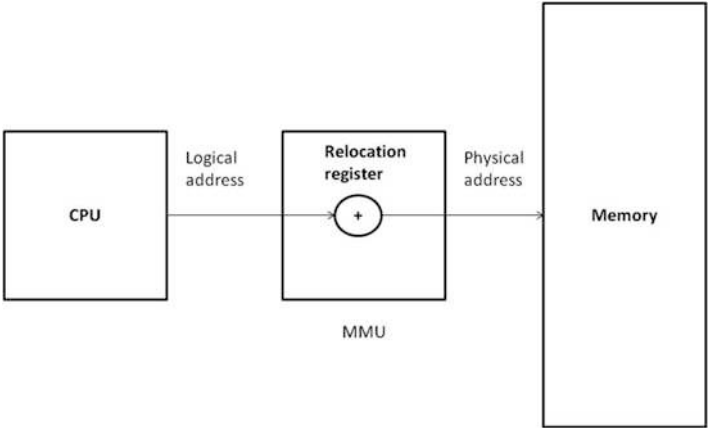 Logical
address
Relocation
register
Physical
address
CPU
+
Memory
MMU